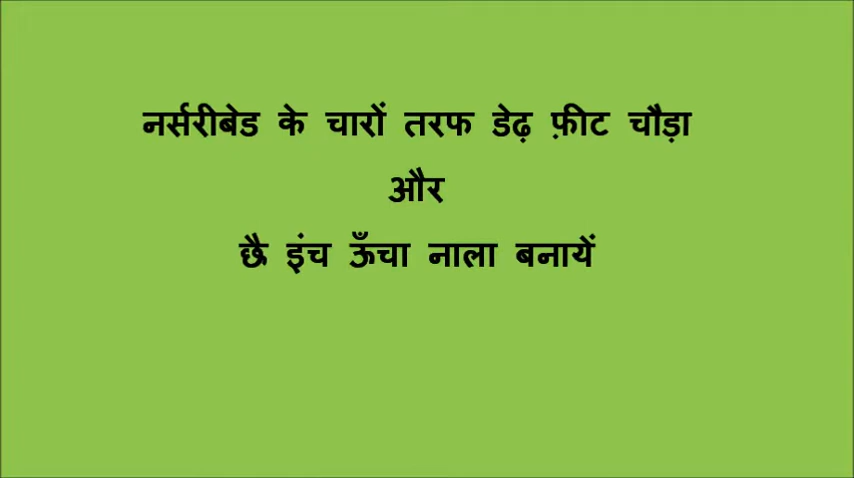 नर्सरीबेड के चारों तरफ डेढ़ फ़ीट चौड़ा
और
छै इंच ऊँचा नाला बनायें